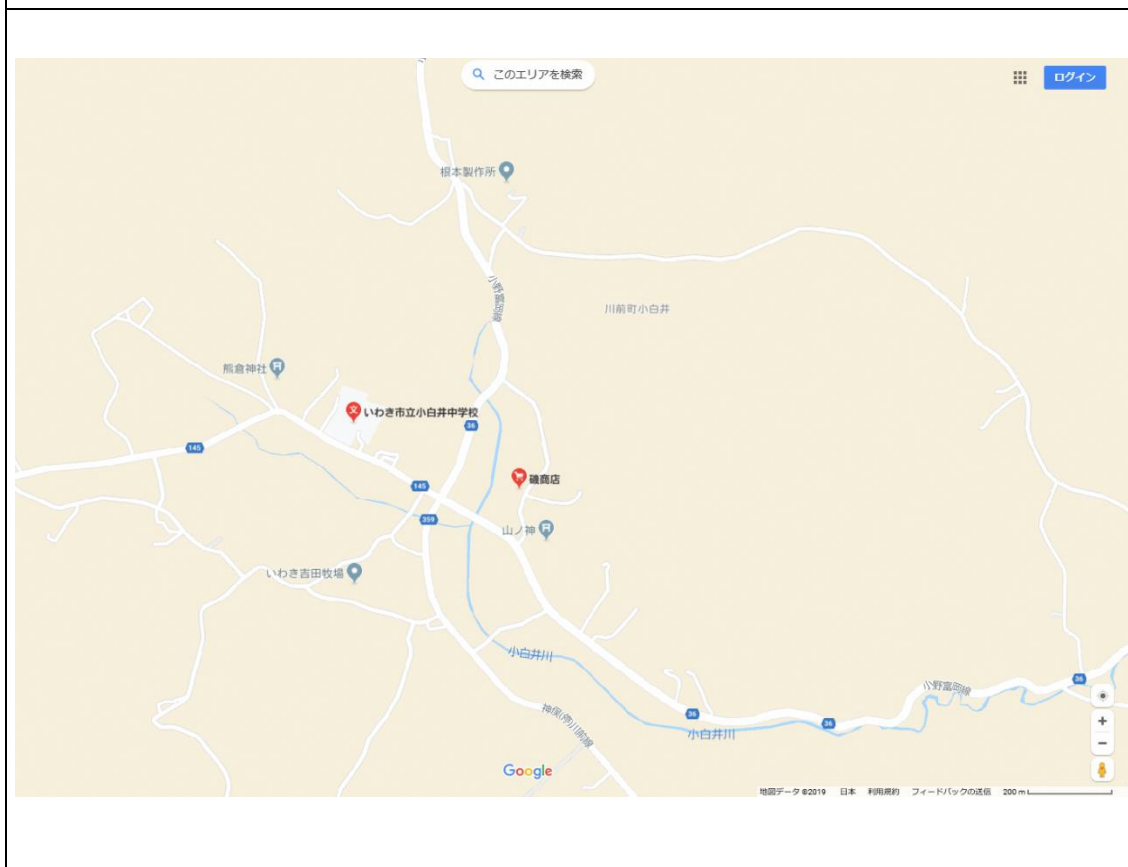 このエリアを検索
ログイン
根本製作所
小野富岡線
川前町小白井
熊倉神社
いわき市立小白井中学校
36
145
磯商店
145
359
山ノ神
いわき吉田牧場
小白井川
36
小野富岡線
神俣(停)川前線
36
36
小白井川
Google
地図データ ©2019 日本 利用規約 フィードバックの送信 200 m